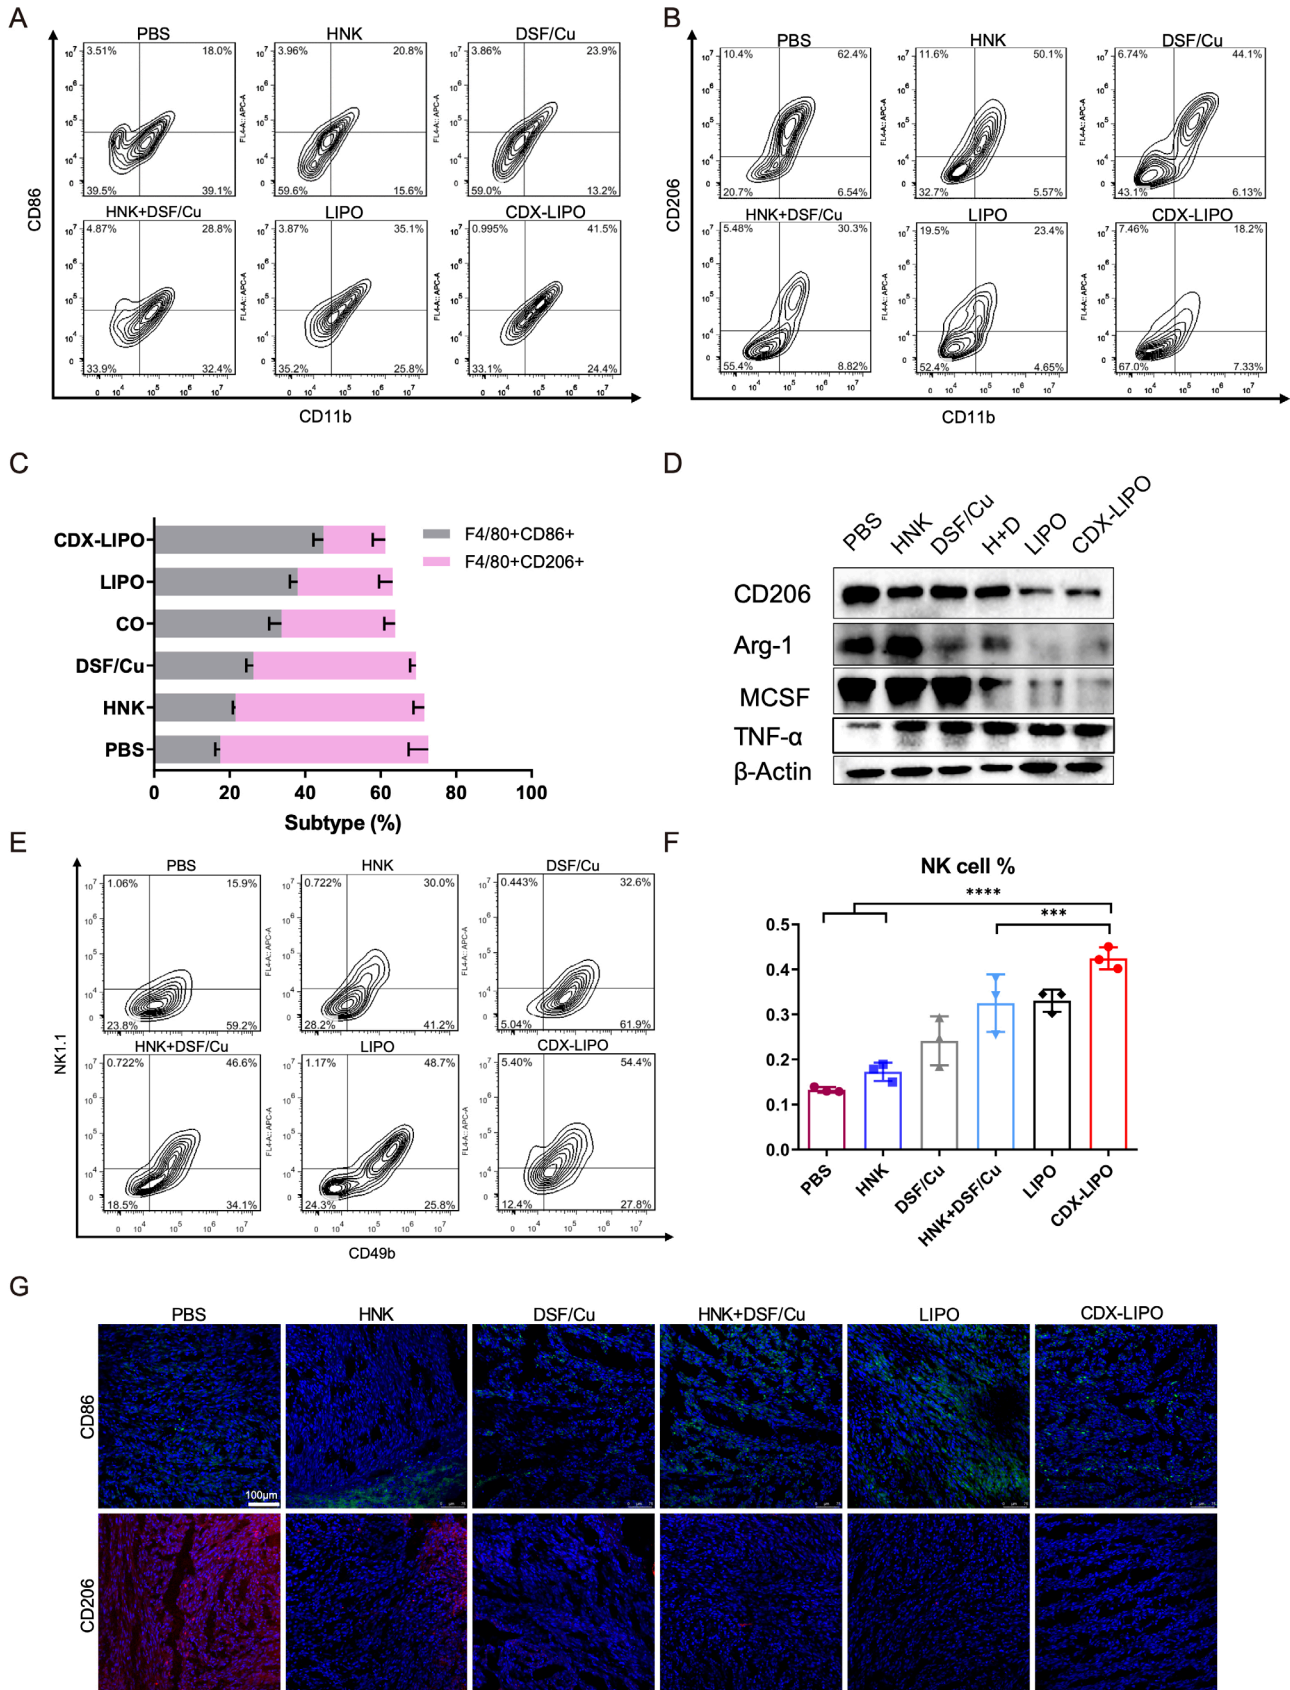 A
B
PBS
HNK
DSF/Cu
3.51% 18.0%
3.96% 20.8%
3.86% 23.9%
39.5% 39.1%
59.6% 15.6%
59.0% 13.2%
HNK+DSF/Cu
LIPO
CDX-LIPO
4.87% 28.8%
3.87% 35.1%
0.995% 41.5%
33.9% 32.4%
35.2% 25.8%
33.1% 24.4%
FL4-A:: APC-A
CD86
CD11b
PBS
HNK
DSF/Cu
10.4% 62.4%
11.6% 50.1%
6.74% 44.1%
20.7% 6.54%
32.7% 5.57%
43.1% 6.13%
HNK+DSF/Cu
LIPO
CDX-LIPO
5.48% 30.3%
19.5% 23.4%
7.46% 18.2%
55.4% 8.82%
52.4% 4.65%
67.0% 7.33%
FL4-A:: APC-A
CD206
CD11b
C
CDX-LIPO
LIPO
CO
DSF/Cu
HNK
PBS
0 20 40 60 80 100
Subtype (%)
F4/80+CD86+
F4/80+CD206+
D
PBS HNK DSF/Cu H+D LIPO CDX-LIPO
CD206
Arg-1
MCSF
TNF-α
β-Actin
E
PBS
HNK
DSF/Cu
1.06% 15.9%
0.722% 30.0%
0.443% 32.6%
23.8% 59.2%
28.2% 41.2%
5.04% 61.9%
HNK+DSF/Cu
LIPO
CDX-LIPO
0.722% 46.6%
1.17% 48.7%
5.40% 54.4%
18.5% 34.1%
24.3% 25.8%
12.4% 27.8%
FL4-A:: APC-A
NK1.1
CD49b
F
NK cell %
****
***
0.5
0.4
0.3
0.2
0.1
0.0
PBS
HNK
DSF/Cu
HNK+DSF/Cu
LIPO
CDX-LIPO
G
PBS HNK DSF/Cu HNK+DSF/Cu LIPO CDX-LIPO
CD86
100μm
CD206